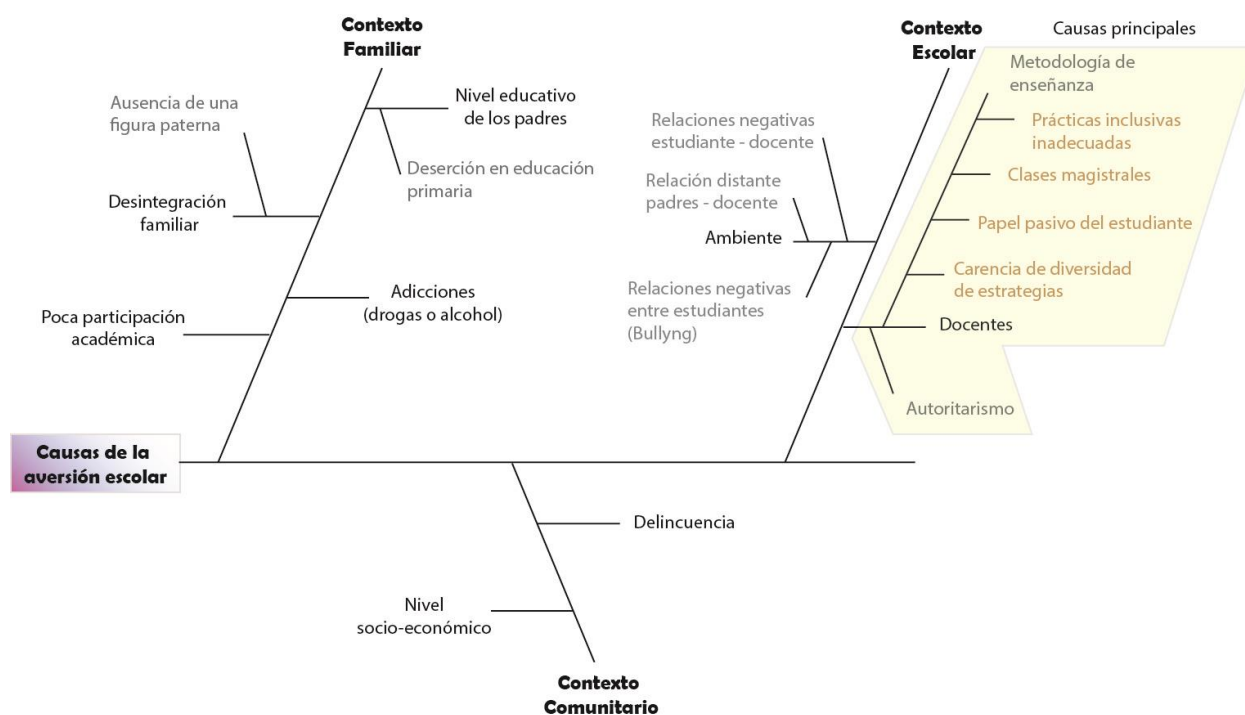 Contexto
Familiar
Ausencia de una
figura paterna
Nivel educativo
de los padres
Deserción en educación
primaria
Desintegración
familiar
Adicciones
(drogas o alcohol)
Poca participación
académica
Contexto
Escolar
Causas principales
Metodología de
enseñanza
Relaciones negativas
estudiante - docente
Prácticas inclusivas
inadecuadas
Relación distante
padres - docente
Clases magistrales
Ambiente
Papel pasivo del estudiante
Relaciones negativas
entre estudiantes
(Bullyng)
Carencia de diversidad
de estrategias
Docentes
Autoritarismo
Causas de la
aversión escolar
Delincuencia
Nivel
socio-económico
Contexto
Comunitario